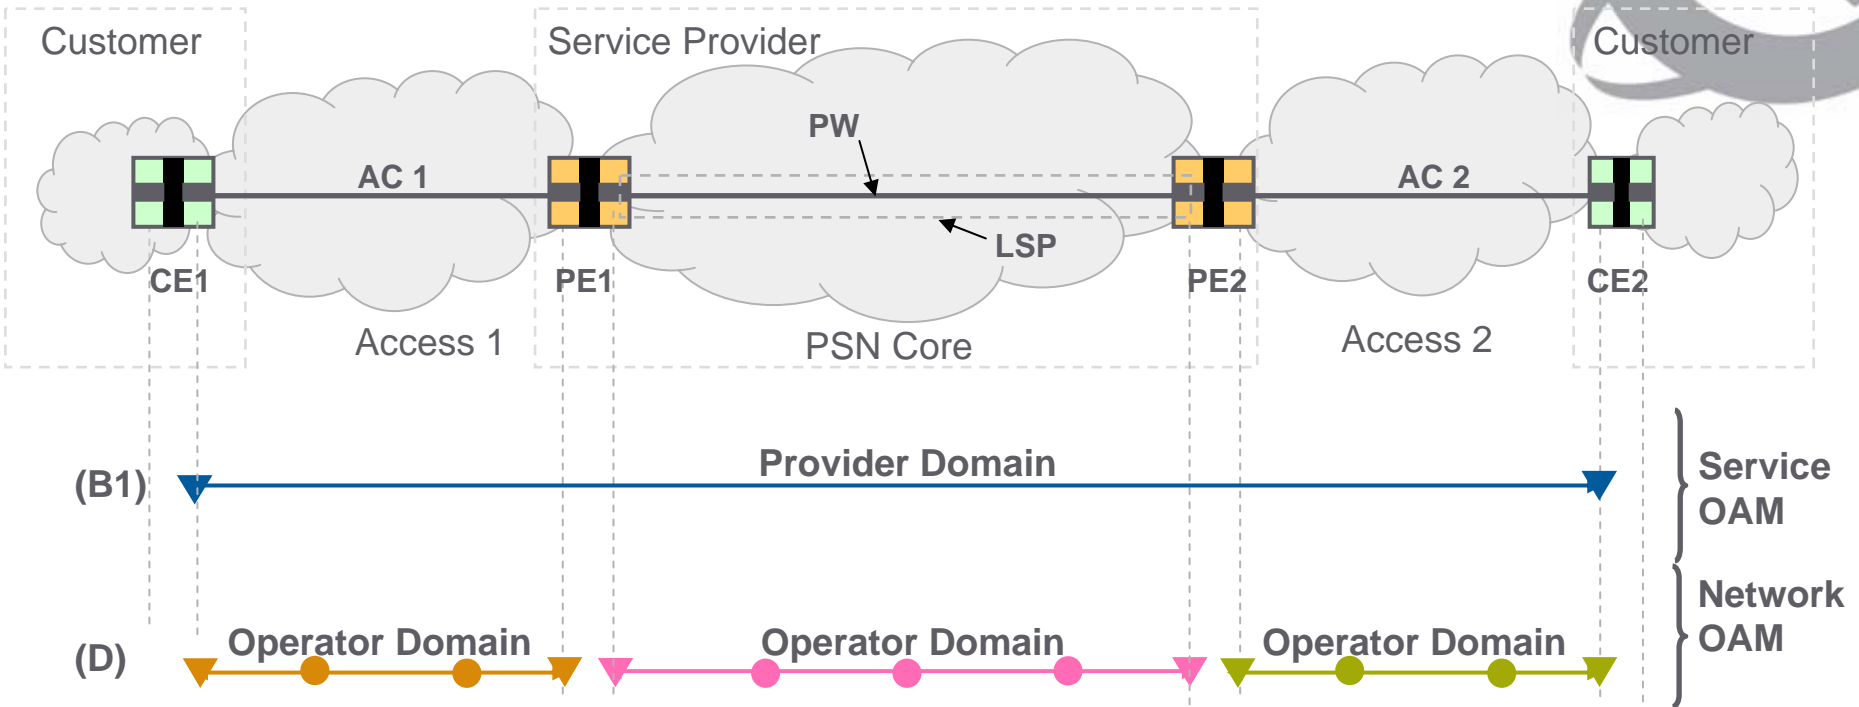 Customer
Service Provider
Customer
PW
AC 1
AC 2
LSP
CE1
PE1
PE2
CE2
Access 1
PSN Core
Access 2
Provider Domain
(B1)
Service
OAM
Network
OAM
Operator Domain
Operator Domain
Operator Domain
(D)